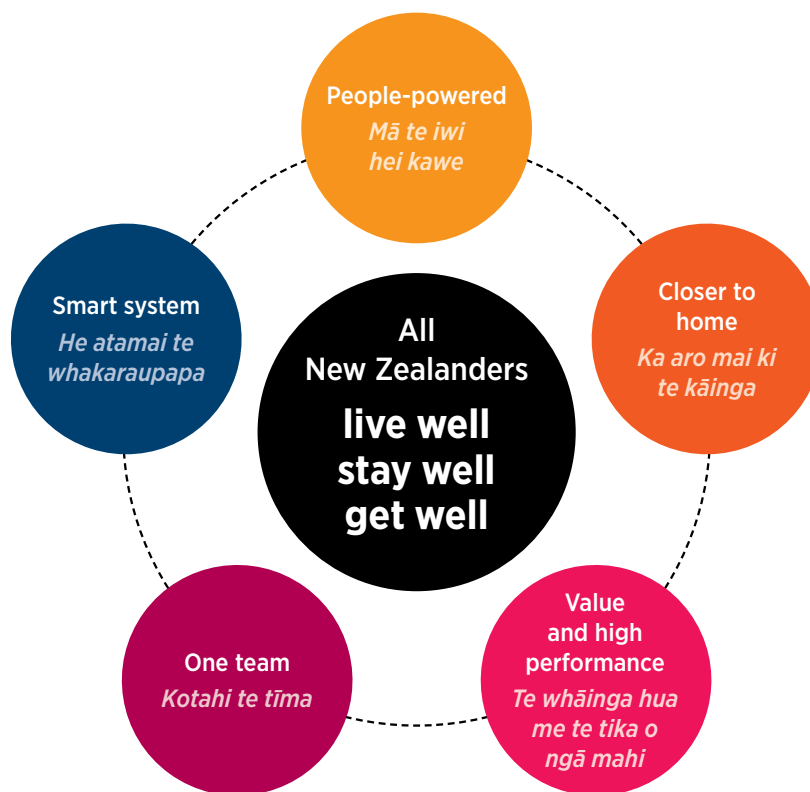 People-powered
Mā te iwi
hei kawe
Closer to
home
Ka aro mai ki
te kāinga
Value
and high
performance
Te whāinga hua
me te tika o
ngā mahi
One team
Kotahi te tīma
Smart system
He atamai te
whakaraupapa
All
New Zealanders
live well
stay well
get well